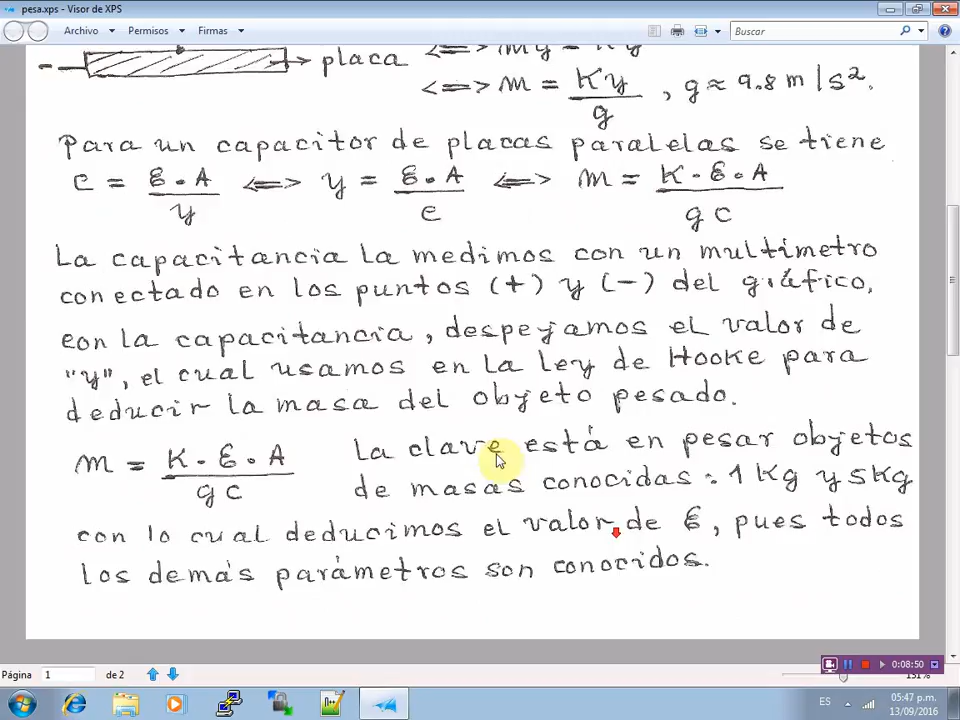 pesa.xps - Visor de XPS
Archivo Permisos Firmas Buscar
placa
⟺ m = Ky / g , g ≈ 9.8 m/s².
Para un capacitor de placas paralelas se tiene
C = ε·A / y ⟺ y = ε·A / C ⟺ m = K·ε·A / g C
La capacitancia la medimos con un multímetro
conectado en los puntos (+) y (-) del gráfico,
con la capacitancia, despejamos el valor de
"y", el cual usamos en la ley de Hooke para
deducir la masa del objeto pesado.
m = K·ε·A / g C La clave está en pesar objetos
de masas conocidas: 1 Kg y 5 Kg
con lo cual deducimos el valor de ε, pues todos
los demás parámetros son conocidos.
Página 1 de 2
0:08:50
151%
ES 05:47 p.m.
13/09/2016